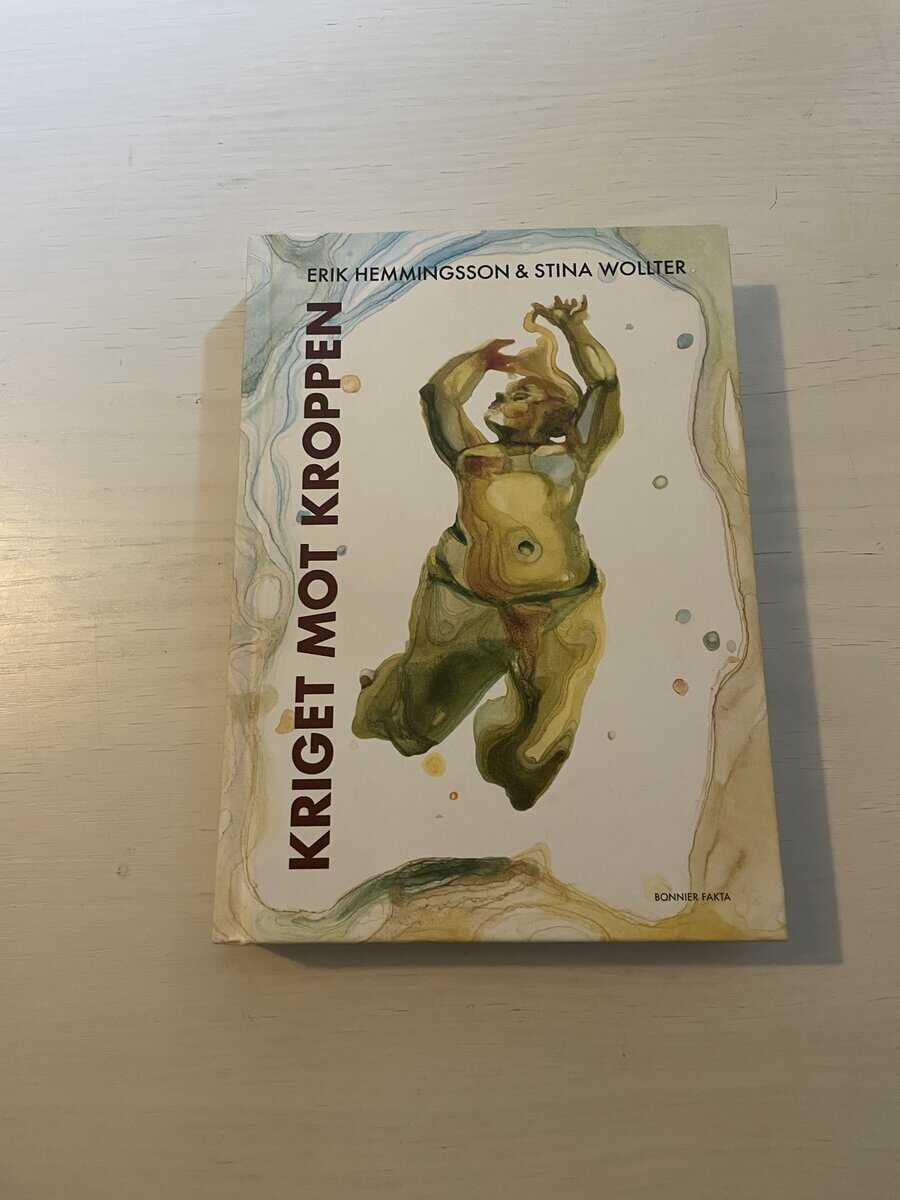 ERIK HEMMINGSSON & STINA WOLLTER
KRIGET MOT KROPPEN
BONNIER FAKTA